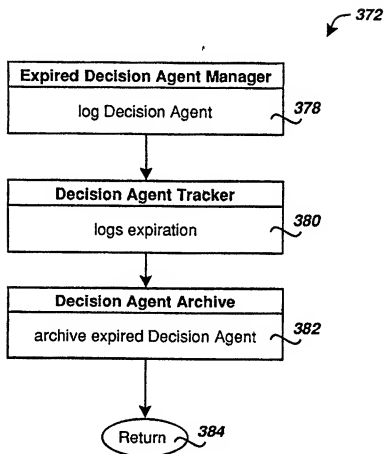 372
Expired Decision Agent Manager
log Decision Agent
378
Decision Agent Tracker
logs expiration
380
Decision Agent Archive
archive expired Decision Agent
382
Return
384